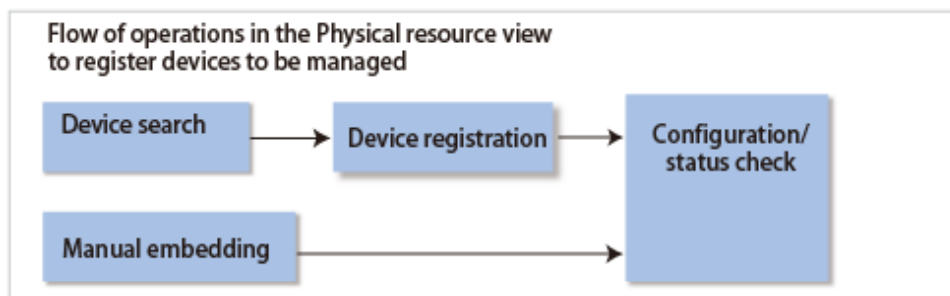 Flow of operations in the Physical resource view
to register devices to be managed
Device search
Device registration
Configuration/
status check
Manual embedding